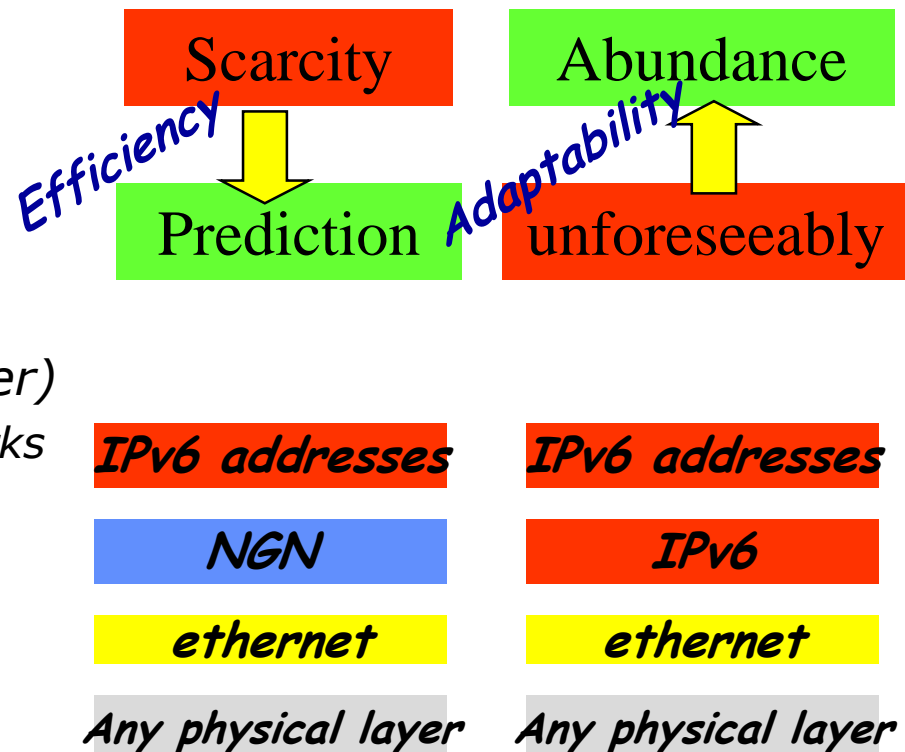 Scarcity
Abundance
Efficiency
Adaptability
Prediction
unforeseeably
er)
rks
IPv6 addresses
IPv6 addresses
NGN
IPv6
ethernet
ethernet
Any physical layer
Any physical layer